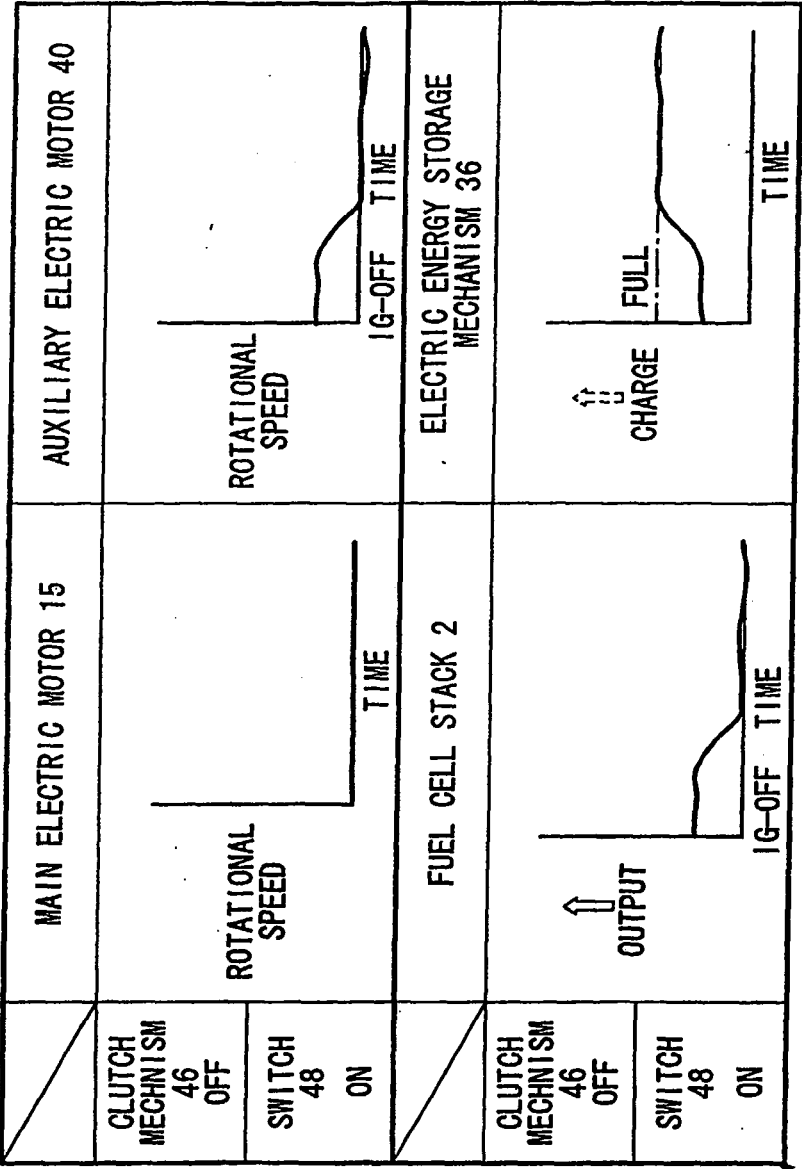 MAIN ELECTRIC MOTOR 15
AUXILIARY ELECTRIC MOTOR 40
CLUTCH
MECHNISM
46
OFF
SWITCH
48
ON
ROTATIONAL
SPEED
TIME
ROTATIONAL
SPEED
IG-OFF TIME
FUEL CELL STACK 2
ELECTRIC ENERGY STORAGE
MECHANISM 36
CLUTCH
MECHNISM
46
OFF
SWITCH
48
ON
OUTPUT
IG-OFF TIME
CHARGE
FULL
TIME